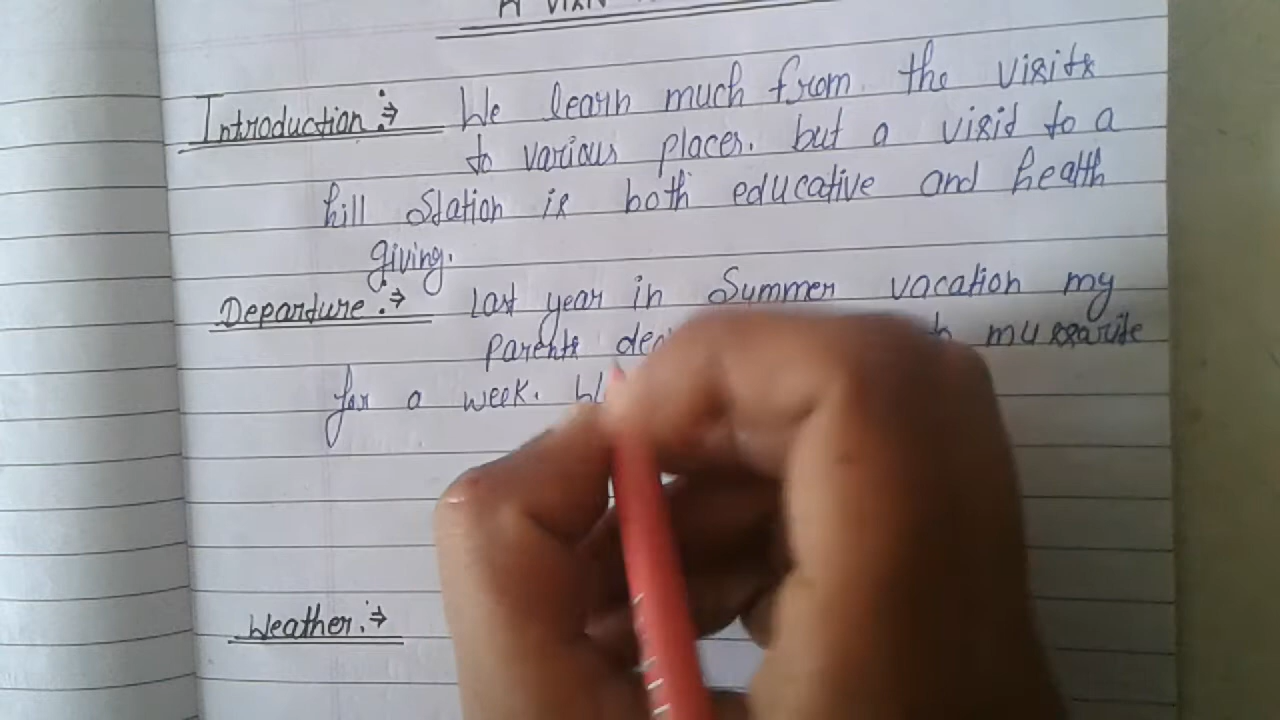 A
Introduction :→ We learn much from the visits
to various places. but a visit to a
hill station is both educative and health
giving.
Departure :→ Last year in Summer vacation my
parents
for a week.
Weather :→